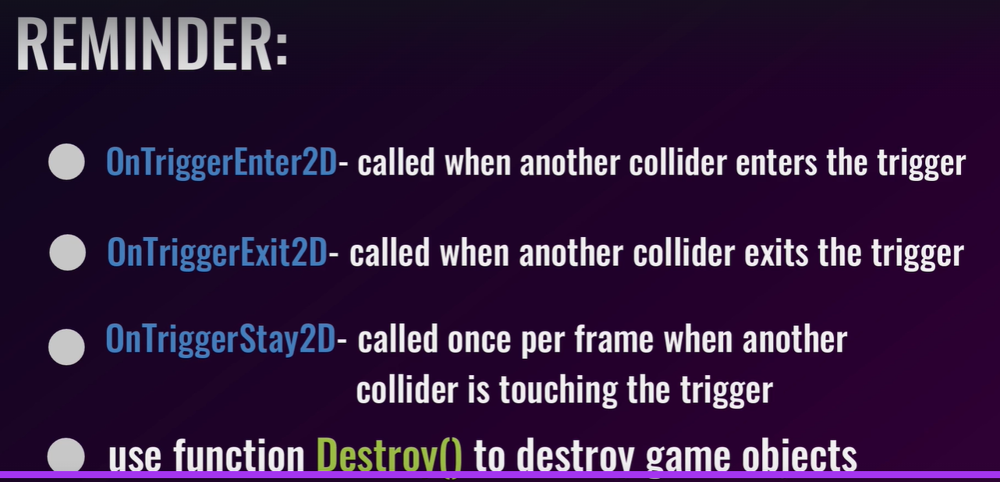 REMINDER:
OnTriggerEnter2D- called when another collider enters the trigger
OnTriggerExit2D- called when another collider exits the trigger
OnTriggerStay2D- called once per frame when another
collider is touching the trigger
use function Destroy() to destroy game objects